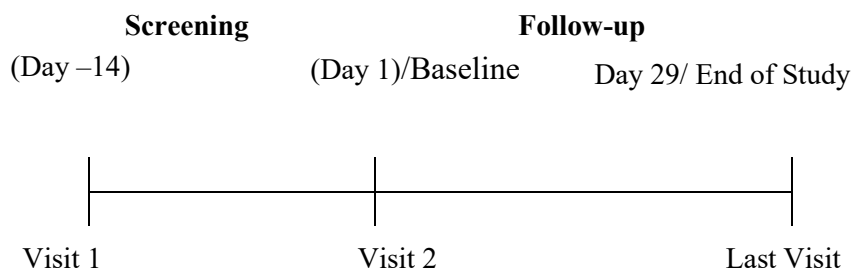 Screening Follow-up
(Day –14) (Day 1)/Baseline Day 29/ End of Study
Visit 1 Visit 2 Last Visit